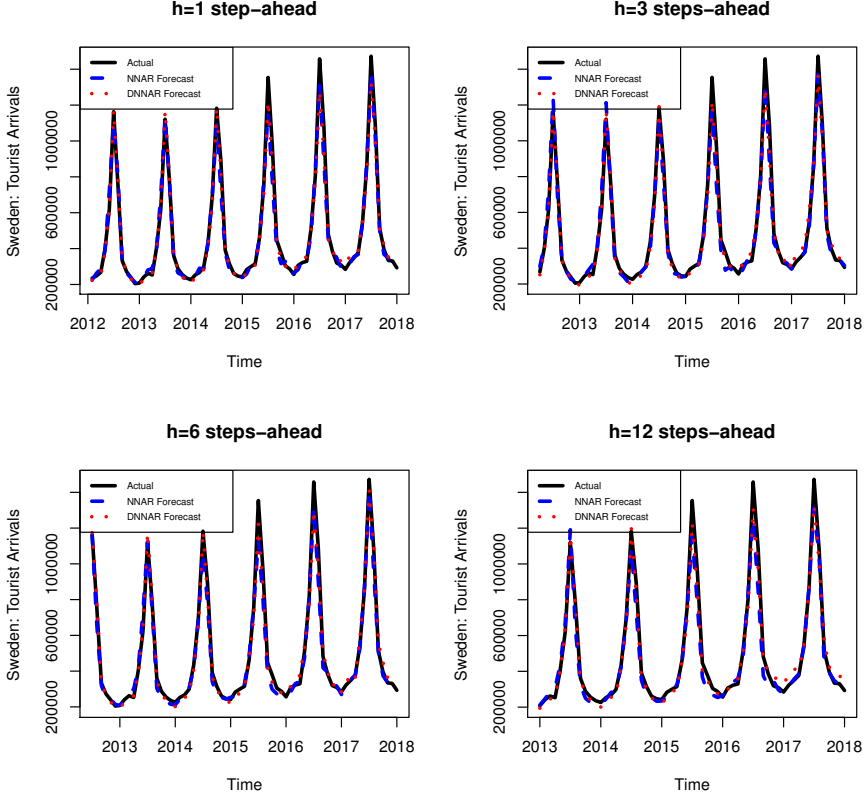 h=1 step−ahead
Sweden: Tourist Arrivals
200000 600000 1000000
Actual
NNAR Forecast
DNNAR Forecast
2012 2013 2014 2015 2016 2017 2018
Time
h=3 steps−ahead
Sweden: Tourist Arrivals
200000 600000 1000000
Actual
NNAR Forecast
DNNAR Forecast
2013 2014 2015 2016 2017 2018
Time
h=6 steps−ahead
Sweden: Tourist Arrivals
200000 600000 1000000
Actual
NNAR Forecast
DNNAR Forecast
2013 2014 2015 2016 2017 2018
Time
h=12 steps−ahead
Sweden: Tourist Arrivals
200000 600000 1000000
Actual
NNAR Forecast
DNNAR Forecast
2013 2014 2015 2016 2017 2018
Time